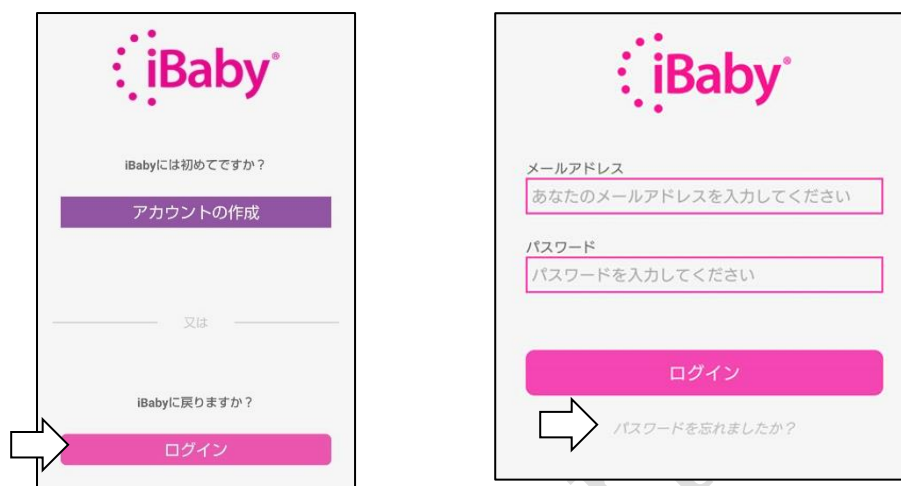 iBaby®
iBabyには初めてですか？
アカウントの作成
又は
iBabyに戻りますか？
ログイン
iBaby®
メールアドレス
あなたのメールアドレスを入力してください
パスワード
パスワードを入力してください
ログイン
パスワードを忘れましたか？